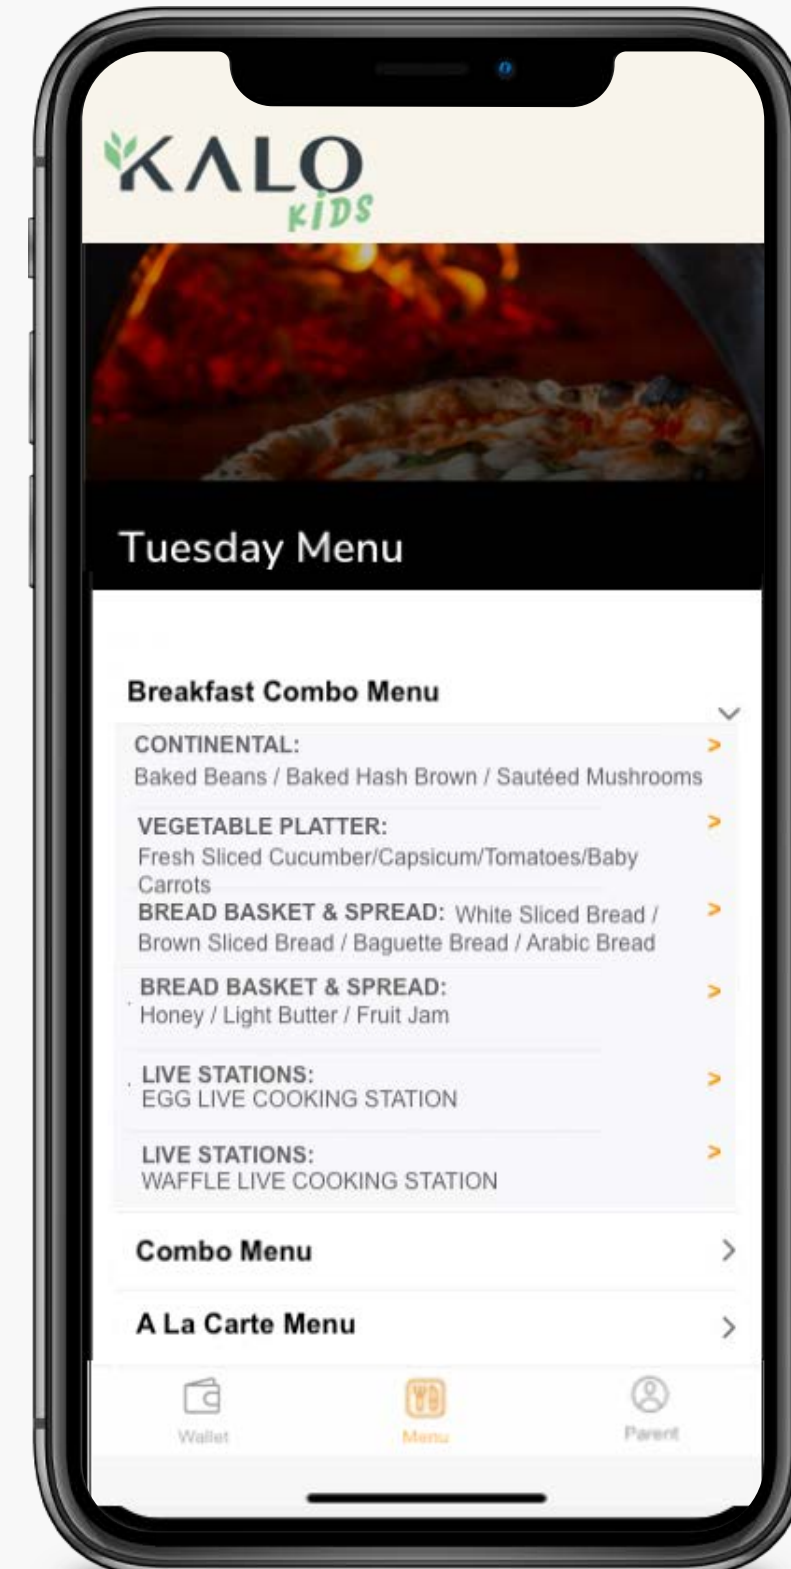 KALO
KIDS
Tuesday Menu
Breakfast Combo Menu
CONTINENTAL:
Baked Beans / Baked Hash Brown / Sautéed Mushrooms
VEGETABLE PLATTER:
Fresh Sliced Cucumber/Capsicum/Tomatoes/Baby
Carrots
BREAD BASKET & SPREAD: White Sliced Bread /
Brown Sliced Bread / Baguette Bread / Arabic Bread
BREAD BASKET & SPREAD:
Honey / Light Butter / Fruit Jam
LIVE STATIONS:
EGG LIVE COOKING STATION
LIVE STATIONS:
WAFFLE LIVE COOKING STATION
Combo Menu
A La Carte Menu
Wallet Menu Parent